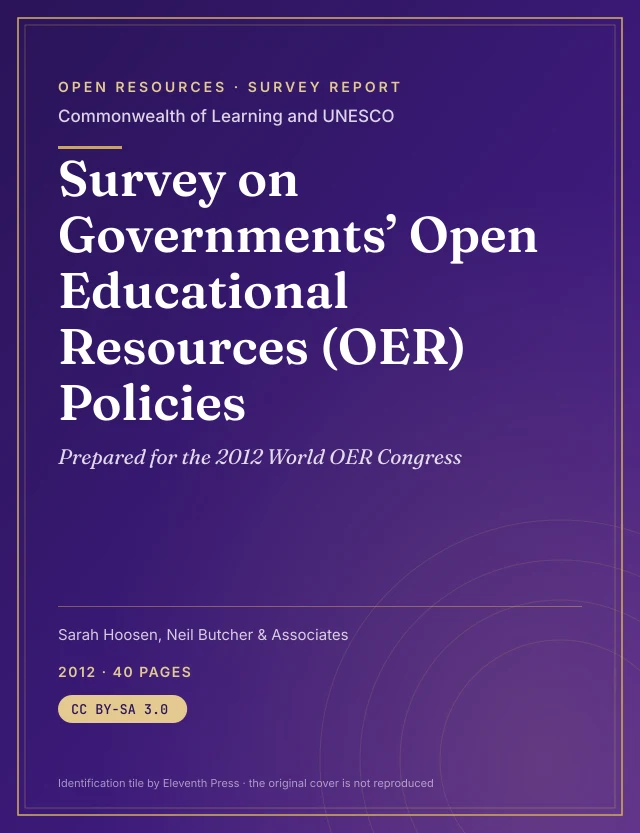 OPEN RESOURCES · SURVEY REPORT
Commonwealth of Learning and UNESCO
Survey on
Governments’ Open
Educational
Resources (OER)
Policies
Prepared for the 2012 World OER Congress
Sarah Hoosen, Neil Butcher & Associates
2012 · 40 PAGES
CC BY-SA 3.0
Identification tile by Eleventh Press · the original cover is not reproduced